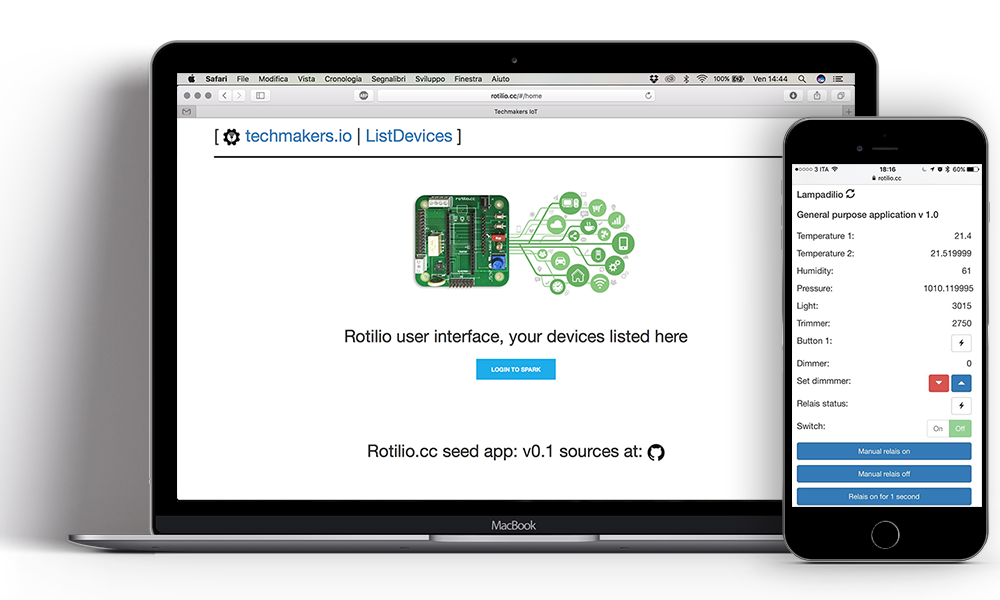 Safari File Modifica Vista Cronologia Segnalibri Sviluppo Finestra Aiuto 100% Ven 14:44
rotilio.cc/#/home
Techmakers IoT
[ techmakers.io | ListDevices ]
rotilio.cc
Rotilio user interface, your devices listed here
LOGIN TO SPARK
Rotilio.cc seed app: v0.1 sources at:
MacBook
3 ITA 18:16 60%
rotilio.cc
Lampadilio
General purpose application v 1.0
Temperature 1: 21.4
Temperature 2: 21.519999
Humidity: 61
Pressure: 1010.119995
Light: 3015
Trimmer: 2750
Button 1:
Dimmer: 0
Set dimmmer:
Relais status:
Switch: On Off
Manual relais on
Manual relais off
Relais on for 1 second